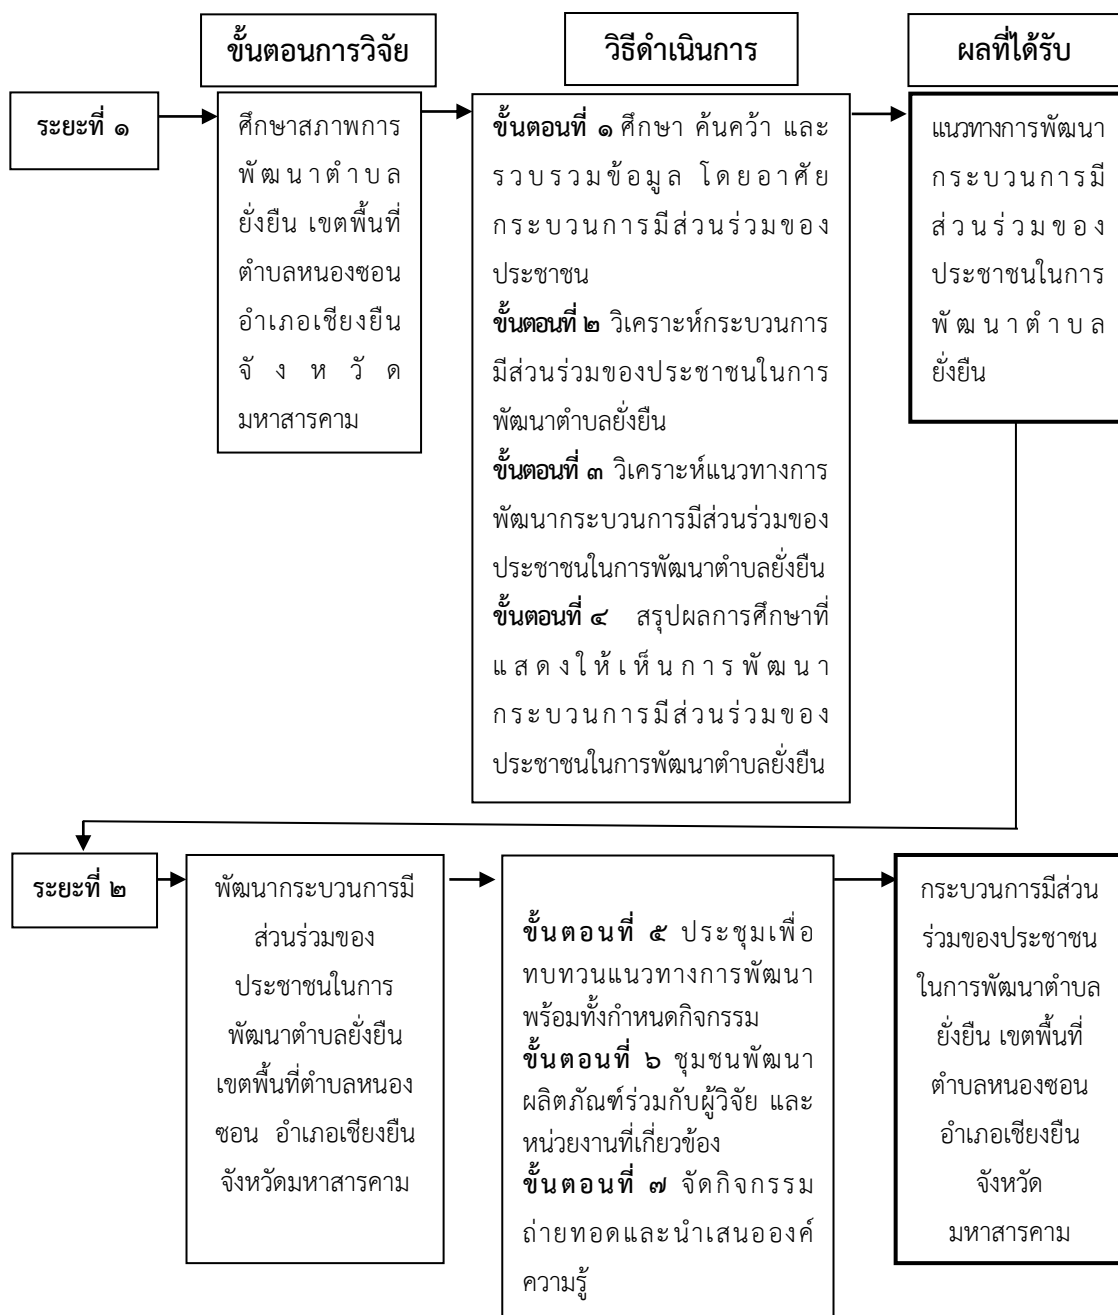 ขั้นตอนการวิจัย
วิธีดำเนินการ
ผลที่ได้รับ
ระยะที่ ๑
ศึกษาสภาพการ
พัฒนาตำบล
ยั่งยืน เขตพื้นที่
ตำบลหนองซอน
อำเภอเชียงยืน
จังหวัด
มหาสารคาม
ขั้นตอนที่ ๑ ศึกษา ค้นคว้า และ
รวบรวมข้อมูล โดยอาศัย
กระบวนการมีส่วนร่วมของ
ประชาชน
ขั้นตอนที่ ๒ วิเคราะห์กระบวนการ
มีส่วนร่วมของประชาชนในการ
พัฒนาตำบลยั่งยืน
ขั้นตอนที่ ๓ วิเคราะห์แนวทางการ
พัฒนากระบวนการมีส่วนร่วมของ
ประชาชนในการพัฒนาตำบลยั่งยืน
ขั้นตอนที่ ๔ สรุปผลการศึกษาที่
แสดงให้เห็นการพัฒนา
กระบวนการมีส่วนร่วมของ
ประชาชนในการพัฒนาตำบลยั่งยืน
แนวทางการพัฒนา
กระบวนการมี
ส่วนร่วมของ
ประชาชนในการ
พัฒนาตำบล
ยั่งยืน
ระยะที่ ๒
พัฒนากระบวนการมี
ส่วนร่วมของ
ประชาชนในการ
พัฒนาตำบลยั่งยืน
เขตพื้นที่ตำบลหนอง
ซอน อำเภอเชียงยืน
จังหวัดมหาสารคาม
ขั้นตอนที่ ๕ ประชุมเพื่อ
ทบทวนแนวทางการพัฒนา
พร้อมทั้งกำหนดกิจกรรม
ขั้นตอนที่ ๖ ชุมชนพัฒนา
ผลิตภัณฑ์ร่วมกับผู้วิจัย และ
หน่วยงานที่เกี่ยวข้อง
ขั้นตอนที่ ๗ จัดกิจกรรม
ถ่ายทอดและนำเสนอองค์
ความรู้
กระบวนการมีส่วน
ร่วมของประชาชน
ในการพัฒนาตำบล
ยั่งยืน เขตพื้นที่
ตำบลหนองซอน
อำเภอเชียงยืน
จังหวัด
มหาสารคาม